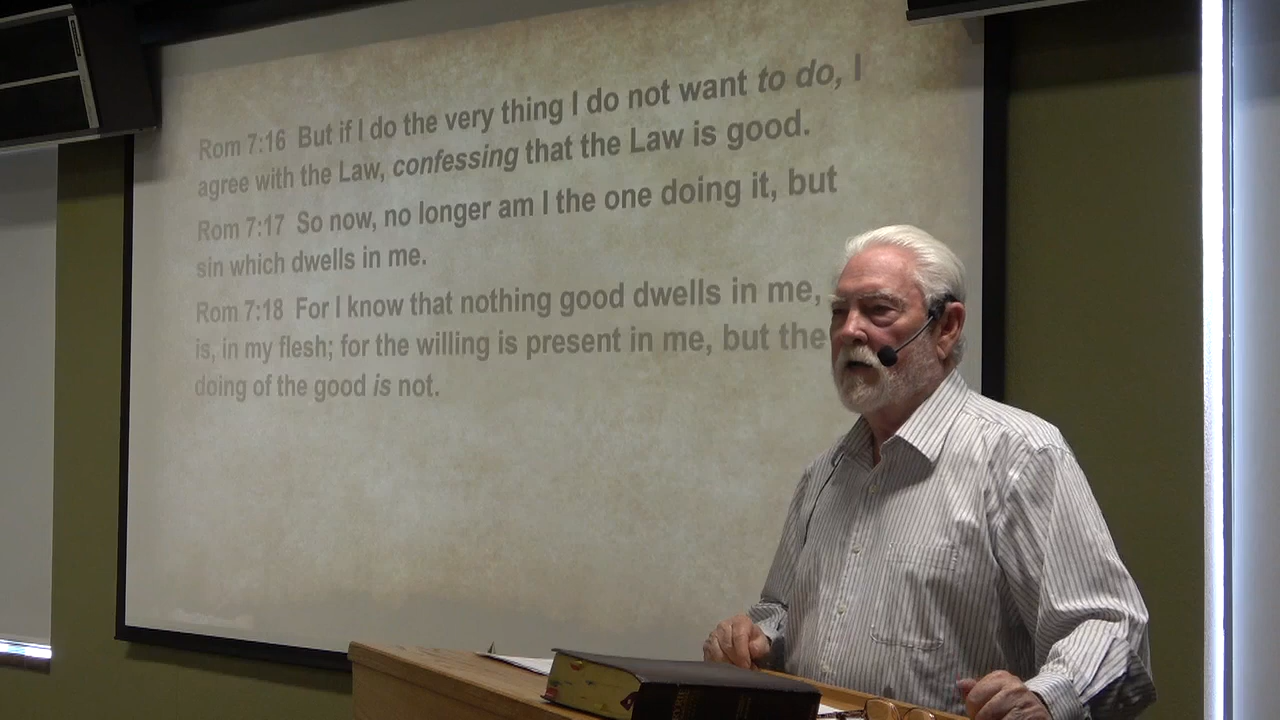 Rom 7:16 But if I do the very thing I do not want to do, I
agree with the Law, confessing that the Law is good.
Rom 7:17 So now, no longer am I the one doing it, but
sin which dwells in me.
Rom 7:18 For I know that nothing good dwells in me,
is, in my flesh; for the willing is present in me, but the
doing of the good is not.